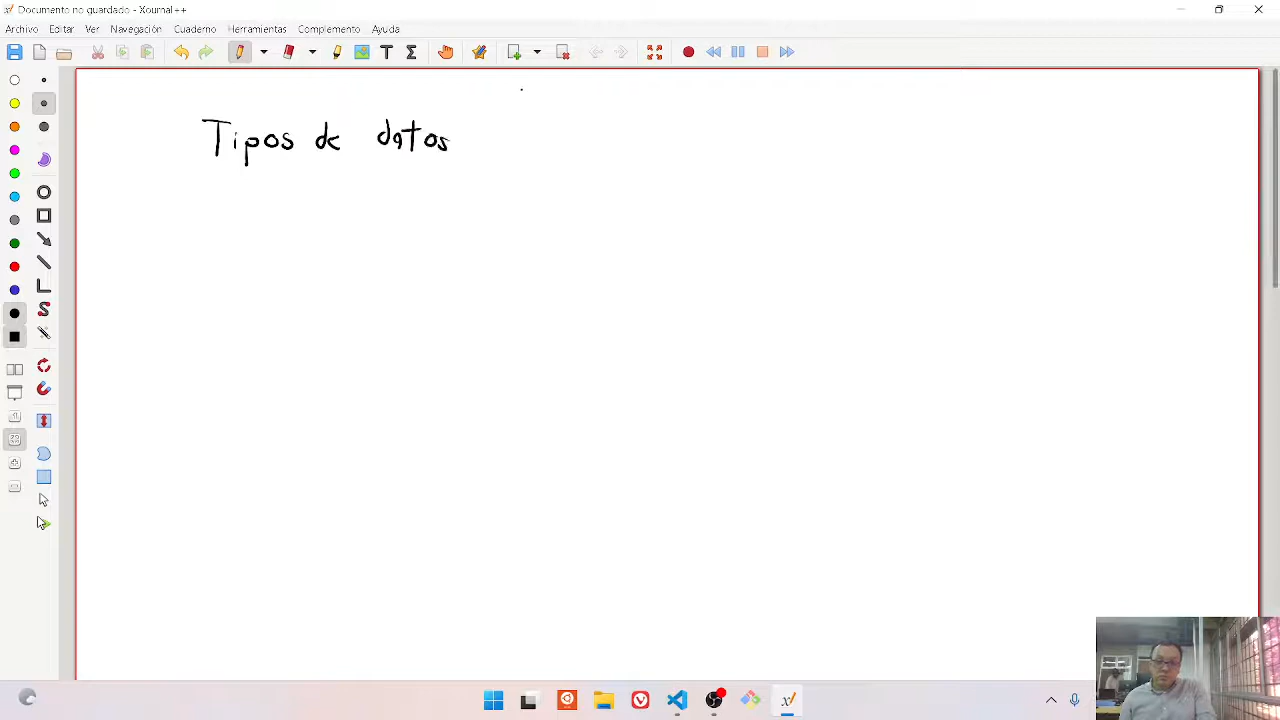 Documento no guardado - Xournal++
Archivo Editar Ver Navegación Cuaderno Herramientas Complemento Ayuda
Tipos de datos